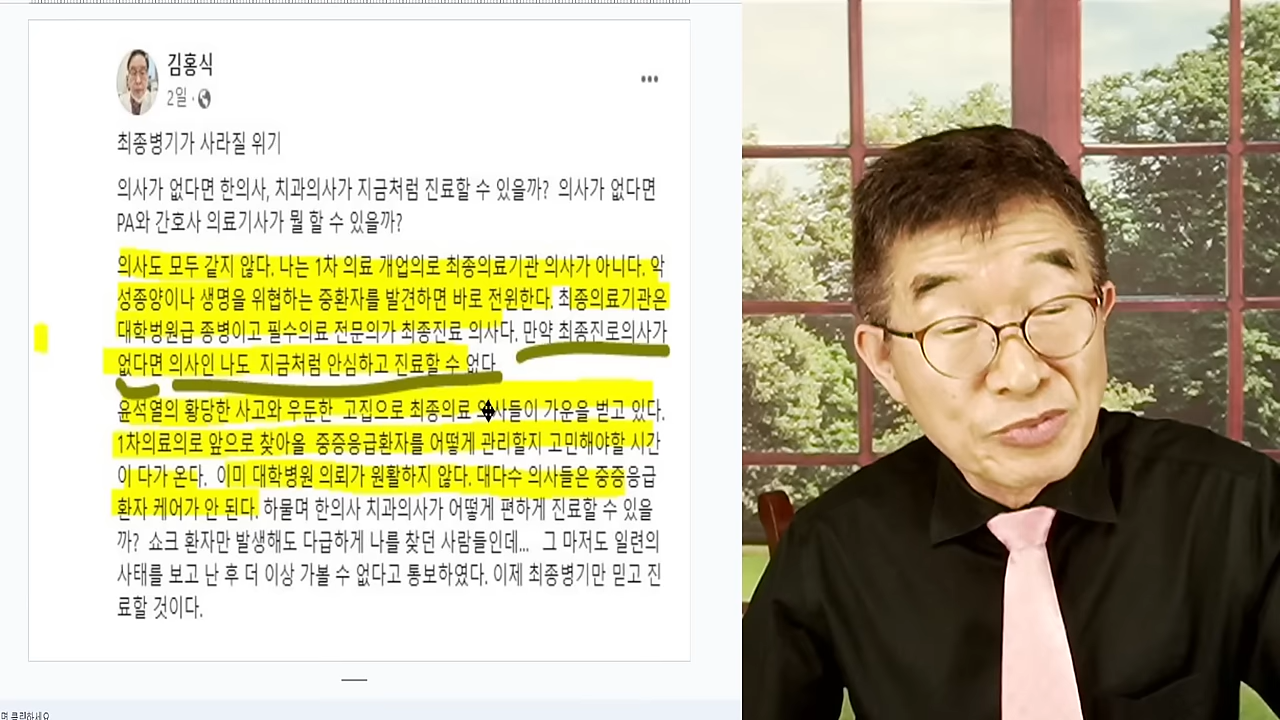 김홍식
2일
최종병기가 사라질 위기
의사가 없다면 한의사, 치과의사가 지금처럼 진료할 수 있을까? 의사가 없다면
PA와 간호사 의료기사가 뭘 할 수 있을까?
의사도 모두 같지 않다. 나는 1차 의료 개업의로 최종의료기관 의사가 아니다. 악
성종양이나 생명을 위협하는 중환자를 발견하면 바로 전원한다. 최종의료기관은
대학병원급 종병이고 필수의료 전문의가 최종진료 의사다. 만약 최종진료의사가
없다면 의사인 나도 지금처럼 안심하고 진료할 수 없다.
윤석열의 황당한 사고와 우둔한 고집으로 최종의료 의사들이 가운을 벋고 있다.
1차의료의로 앞으로 찾아올 중증응급환자를 어떻게 관리할지 고민해야할 시간
이 다가 온다. 이미 대학병원 의뢰가 원활하지 않다. 대다수 의사들은 중증응급
환자 케어가 안 된다. 하물며 한의사 치과의사가 어떻게 편하게 진료할 수 있을
까? 쇼크 환자만 발생해도 다급하게 나를 찾던 사람들인데... 그 마저도 일련의
사태를 보고 난 후 더 이상 가볼 수 없다고 통보하였다. 이제 최종병기만 믿고 진
료할 것이다.